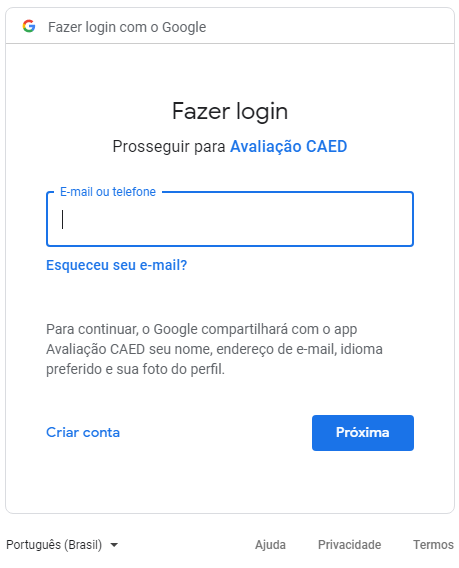 Fazer login com o Google
Fazer login
Prosseguir para Avaliação CAED
E-mail ou telefone
Esqueceu seu e-mail?
Para continuar, o Google compartilhará com o app
Avaliação CAED seu nome, endereço de e-mail, idioma
preferido e sua foto do perfil.
Criar conta
Próxima
Português (Brasil)
Ajuda
Privacidade
Termos